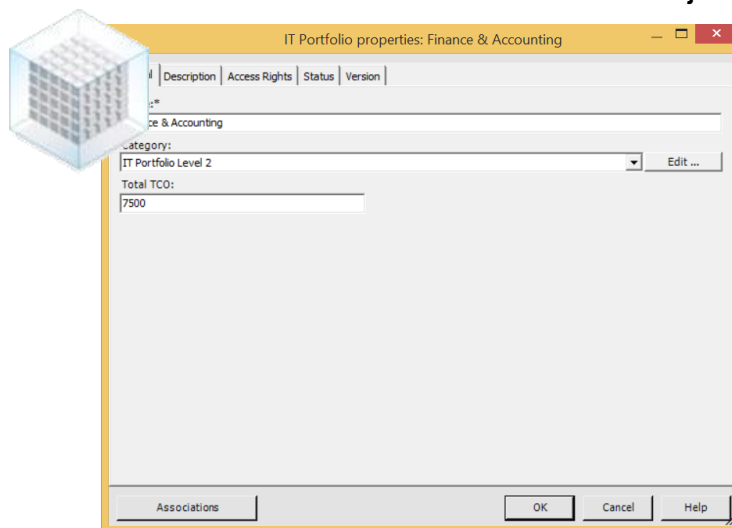 IT Portfolio properties: Finance & Accounting
Description Access Rights Status Version
& Accounting
Category:
IT Portfolio Level 2 Edit ...
Total TCO:
7500
Associations OK Cancel Help